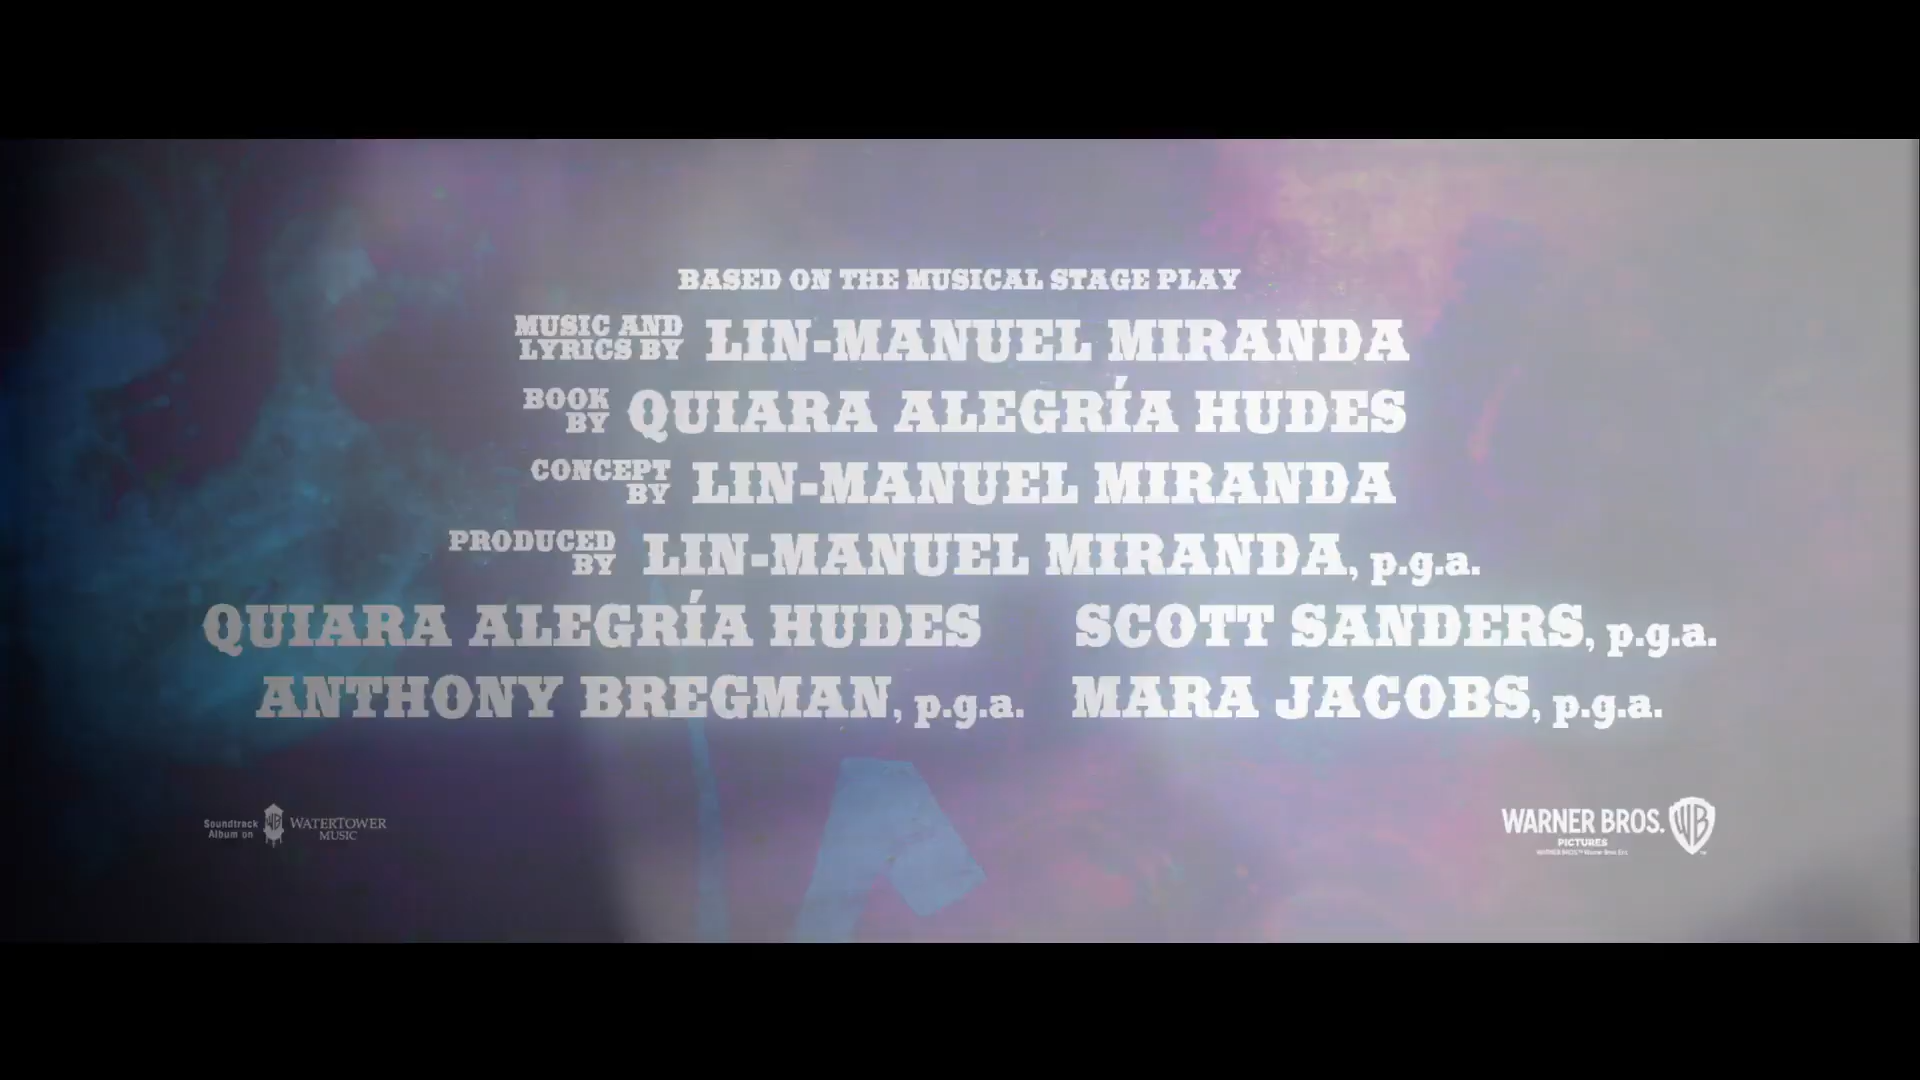 BASED ON THE MUSICAL STAGE PLAY
MUSIC AND LYRICS BY LIN-MANUEL MIRANDA
BOOK BY QUIARA ALEGRÍA HUDES
CONCEPT BY LIN-MANUEL MIRANDA
PRODUCED BY LIN-MANUEL MIRANDA, p.g.a.
QUIARA ALEGRÍA HUDES SCOTT SANDERS, p.g.a.
ANTHONY BREGMAN, p.g.a. MARA JACOBS, p.g.a.
Soundtrack Album on WB WATERTOWER MUSIC
WARNER BROS. PICTURES WB